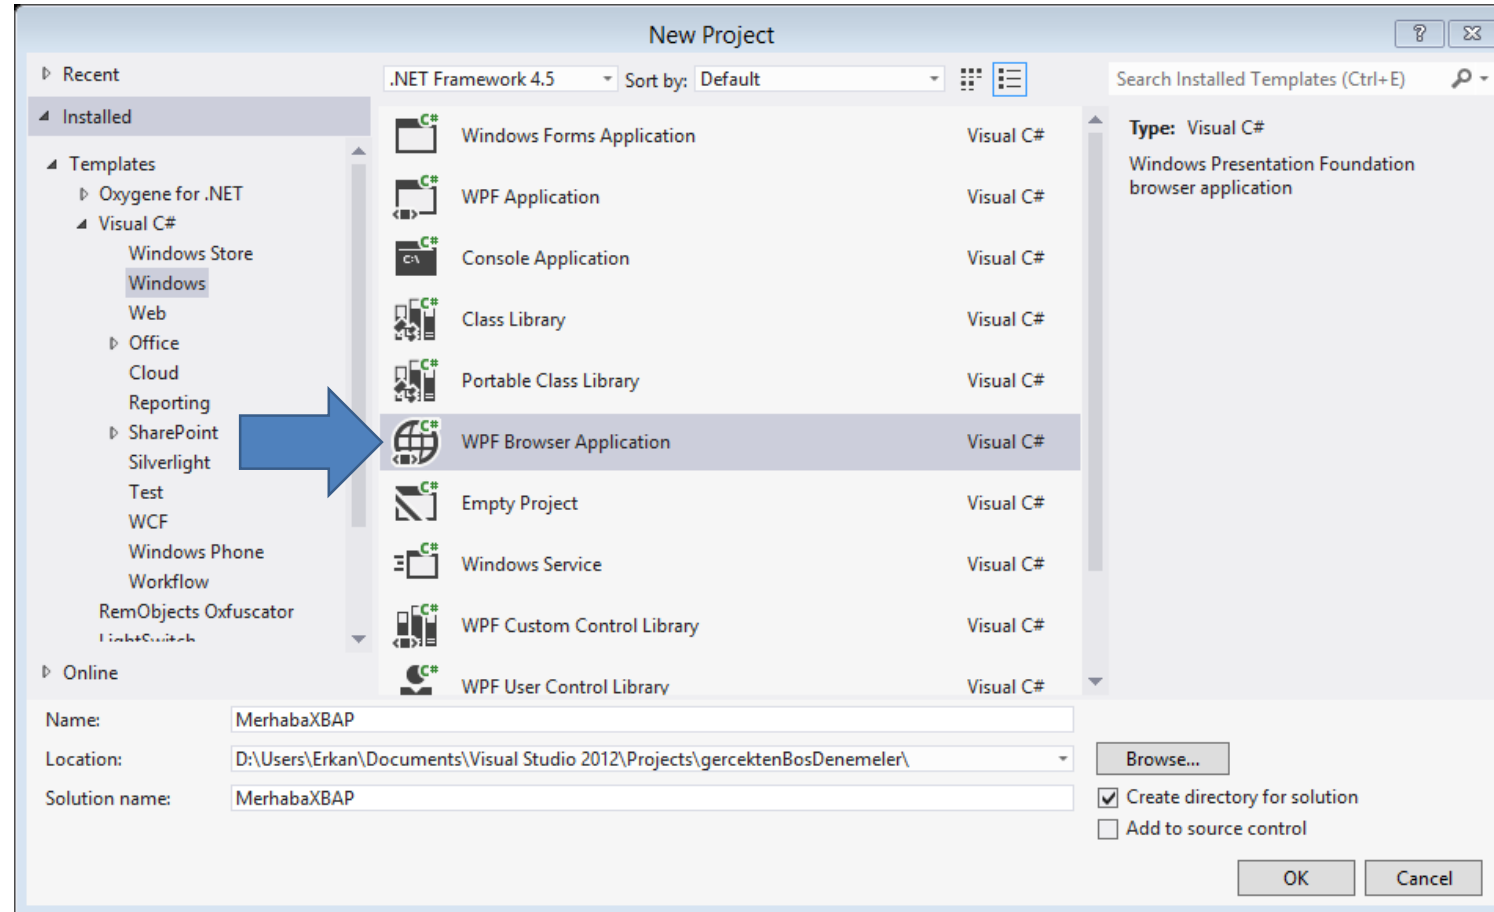 New Project
Recent
Installed
Templates
Oxygene for .NET
Visual C#
Windows Store
Windows
Web
Office
Cloud
Reporting
SharePoint
Silverlight
Test
WCF
Windows Phone
Workflow
RemObjects Oxfuscator
LightSwitch
Online
.NET Framework 4.5 Sort by: Default
Windows Forms Application Visual C#
WPF Application Visual C#
Console Application Visual C#
Class Library Visual C#
Portable Class Library Visual C#
WPF Browser Application Visual C#
Empty Project Visual C#
Windows Service Visual C#
WPF Custom Control Library Visual C#
WPF User Control Library Visual C#
Search Installed Templates (Ctrl+E)
Type: Visual C#
Windows Presentation Foundation
browser application
Name: MerhabaXBAP
Location: D:\Users\Erkan\Documents\Visual Studio 2012\Projects\gercektenBosDenemeler\
Browse...
Solution name: MerhabaXBAP
Create directory for solution
Add to source control
OK Cancel